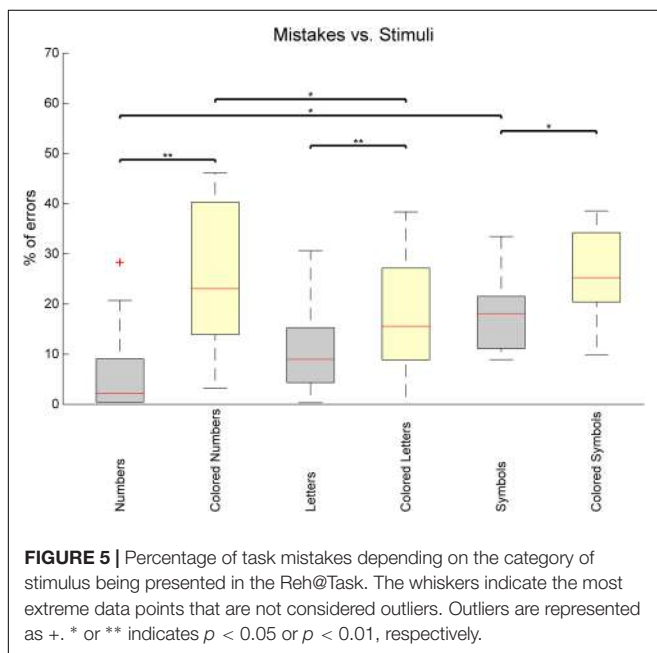 Mistakes vs. Stimuli
70
60
50
40
30
20
10
0
% of errors
*
*
**
**
*
+
Numbers
Colored Numbers
Letters
Colored Letters
Symbols
Colored Symbols
FIGURE 5 | Percentage of task mistakes depending on the category of
stimulus being presented in the Reh@Task. The whiskers indicate the most
extreme data points that are not considered outliers. Outliers are represented
as +. * or ** indicates p < 0.05 or p < 0.01, respectively.